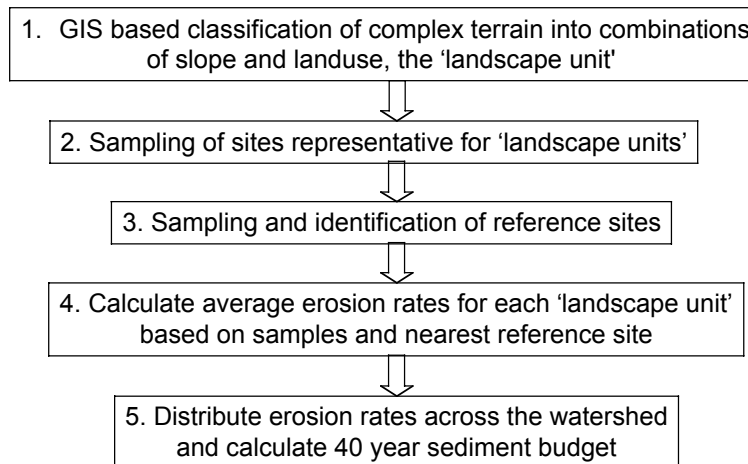 1. GIS based classification of complex terrain into combinations
of slope and landuse, the ‘landscape unit'
2. Sampling of sites representative for ‘landscape units’
3. Sampling and identification of reference sites
4. Calculate average erosion rates for each ‘landscape unit’
based on samples and nearest reference site
5. Distribute erosion rates across the watershed
and calculate 40 year sediment budget